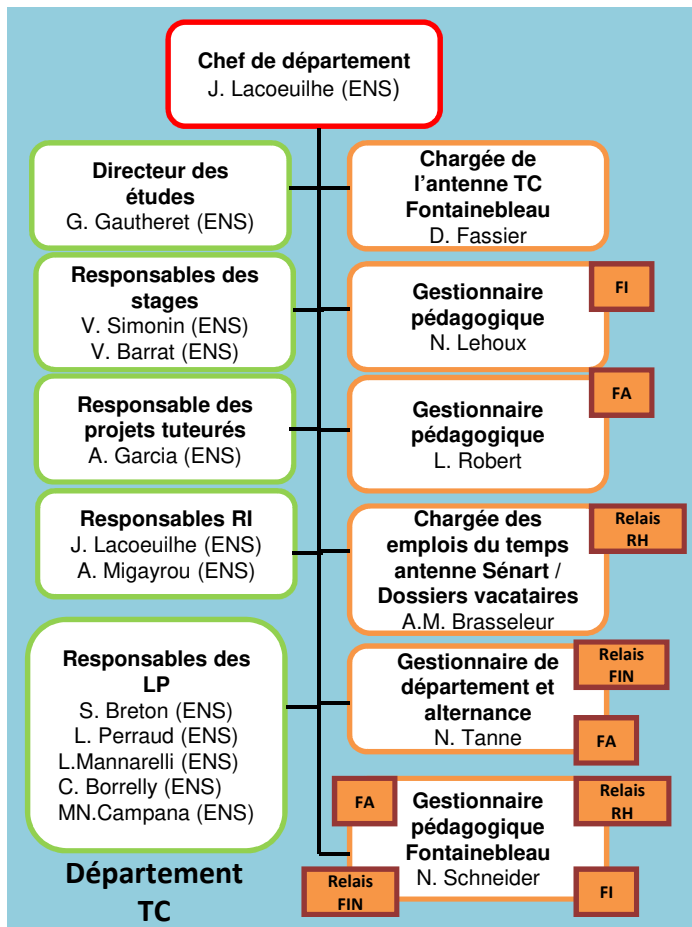 Chef de département
J. Lacoeuilhe (ENS)
Directeur des
études
G. Gautheret (ENS)
Chargée de
l'antenne TC
Fontainebleau
D. Fassier
Responsables des
stages
V. Simonin (ENS)
V. Barrat (ENS)
FI
Gestionnaire
pédagogique
N. Lehoux
Responsable des
projets tuteurés
A. Garcia (ENS)
FA
Gestionnaire
pédagogique
L. Robert
Responsables RI
J. Lacoeuilhe (ENS)
A. Migayrou (ENS)
Relais
RH
Chargée des
emplois du temps
antenne Sénart /
Dossiers vacataires
A.M. Brasseleur
Responsables des
LP
S. Breton (ENS)
L. Perraud (ENS)
L.Mannarelli (ENS)
C. Borrelly (ENS)
MN.Campana (ENS)
Relais
FIN
Gestionnaire de
département et
alternance
N. Tanne
FA
FA
Relais
RH
Gestionnaire
pédagogique
Fontainebleau
N. Schneider
Relais
FIN
FI
Département
TC